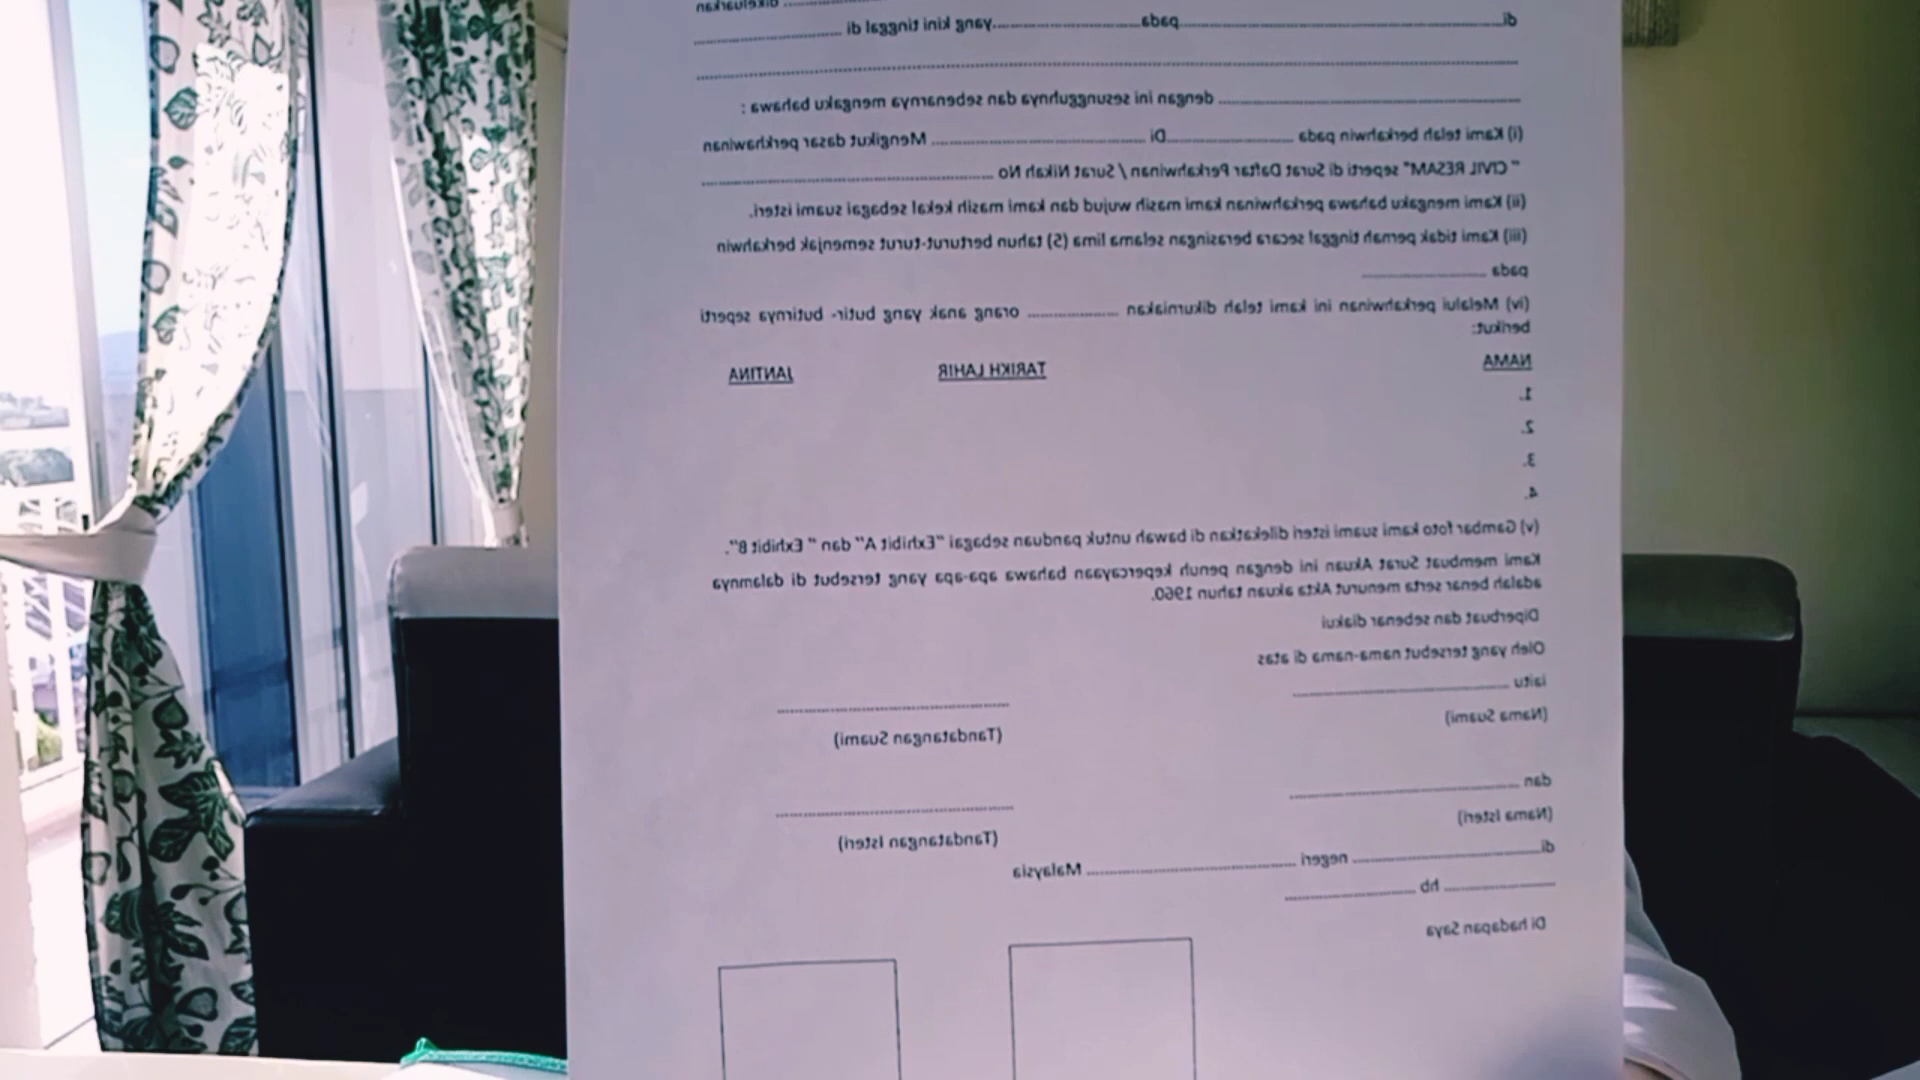 dikeluarkan
di..............................pada..............................yang kini tinggal di ..............................
....................................................................................................
.................................................. dengan ini sesungguhnya dan sebenarnya mengaku bahawa :
(i) Kami telah berkahwin pada ..............................Di .............................. Mengikut dasar perkahwinan
" CIVIL RESAM" seperti di Surat Daftar Perkahwinan / Surat Nikah No ..................................................
(ii) Kami mengaku bahawa perkahwinan kami masih wujud dan kami masih kekal sebagai suami isteri.
(iii) Kami tidak pernah tinggal secara berasingan selama lima (5) tahun berturut-turut semenjak berkahwin
pada ..............................
(iv) Melalui perkahwinan ini kami telah dikurniakan .................... orang anak yang butir- butirnya seperti
berikut:
NAMA TARIKH LAHIR JANTINA
1.
2.
3.
4.
(v) Gambar foto kami suami isteri dilekatkan di bawah untuk panduan sebagai "Exhibit A" dan " Exhibit B".
Kami membuat Surat Akuan ini dengan penuh kepercayaan bahawa apa-apa yang tersebut di dalamnya
adalah benar serta menurut Akta akuan tahun 1960.
Diperbuat dan sebenar diakui
Oleh yang tersebut nama-nama di atas
iaitu .................................................. ..................................................
(Nama Suami) (Tandatangan Suami)
dan .................................................. ..................................................
(Nama Isteri) (Tandatangan Isteri)
di.................................................. negeri .................................................. Malaysia
.............................. hb ..............................
Di hadapan Saya